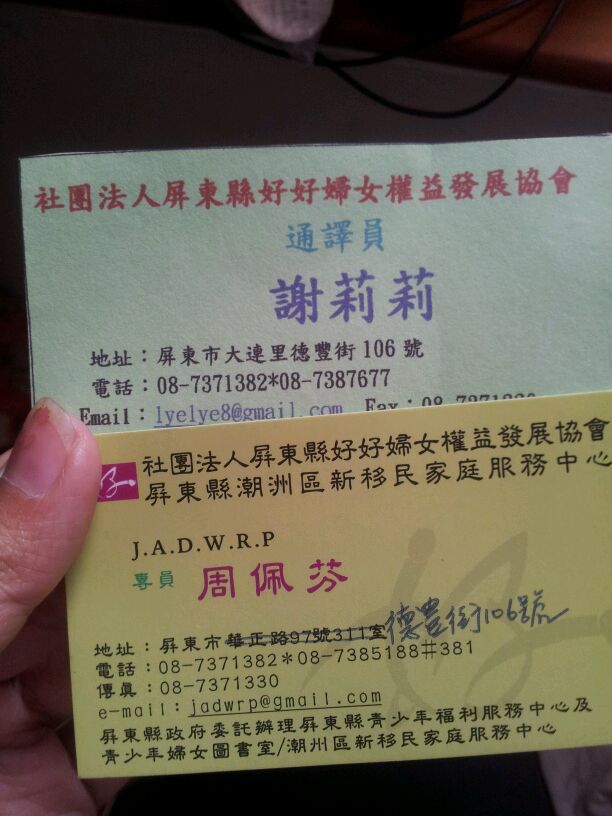 社團法人屏東縣好好婦女權益發展協會
通譯員
謝莉莉
地址：屏東市大連里德豐街106號
電話：08-7371382*08-7387677
Email：lyelye8@gmail.com Fax：08-7371330
好
社團法人屏東縣好好婦女權益發展協會
屏東縣潮洲區新移民家庭服務中心
J.A.D.W.R.P
專員 周佩芬
地址：屏東市華正路97號311室德豊街106號
電話：08-7371382＊08-7385188#381
傳真：08-7371330
e-mail：jadwrp@gmail.com
屏東縣政府委託辦理屏東縣青少年福利服務中心及
青少年婦女圖書室/潮州區新移民家庭服務中心